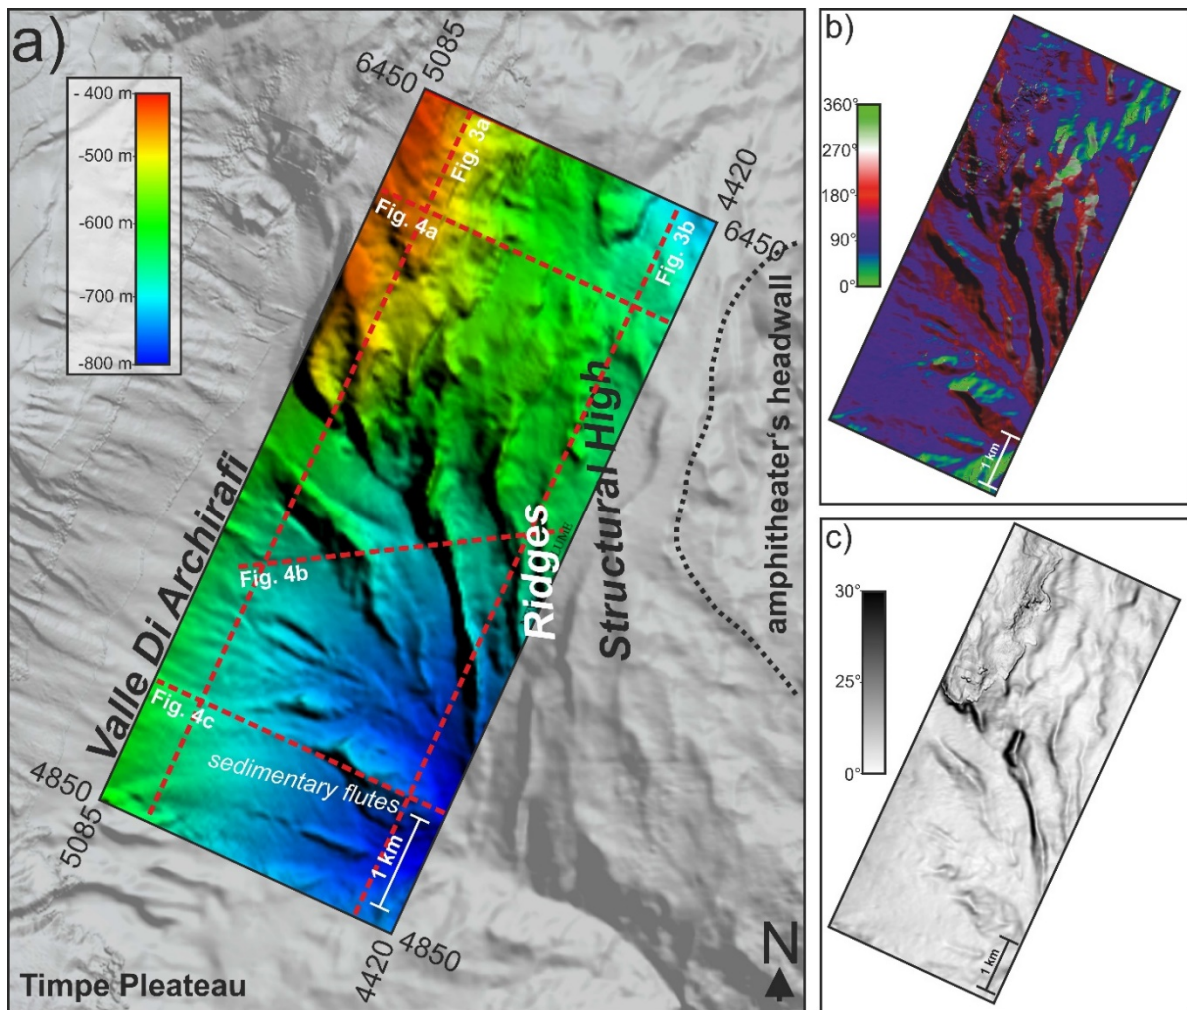 a)
6450
5085
- 400 m
-500 m
-600 m
-700 m
-800 m
Fig. 3a
Fig. 4a
Fig. 3b
4420
6450
amphiteater's headwall
Structural High
Ridges
Valle Di Archirafi
Fig. 4b
Fig. 4c
sedimentary flutes
4850
5085
1 km
4420
4850
N
Timpe Pleateau
b)
360°
270°
180°
90°
0°
1 km
c)
30°
25°
0°
1 km